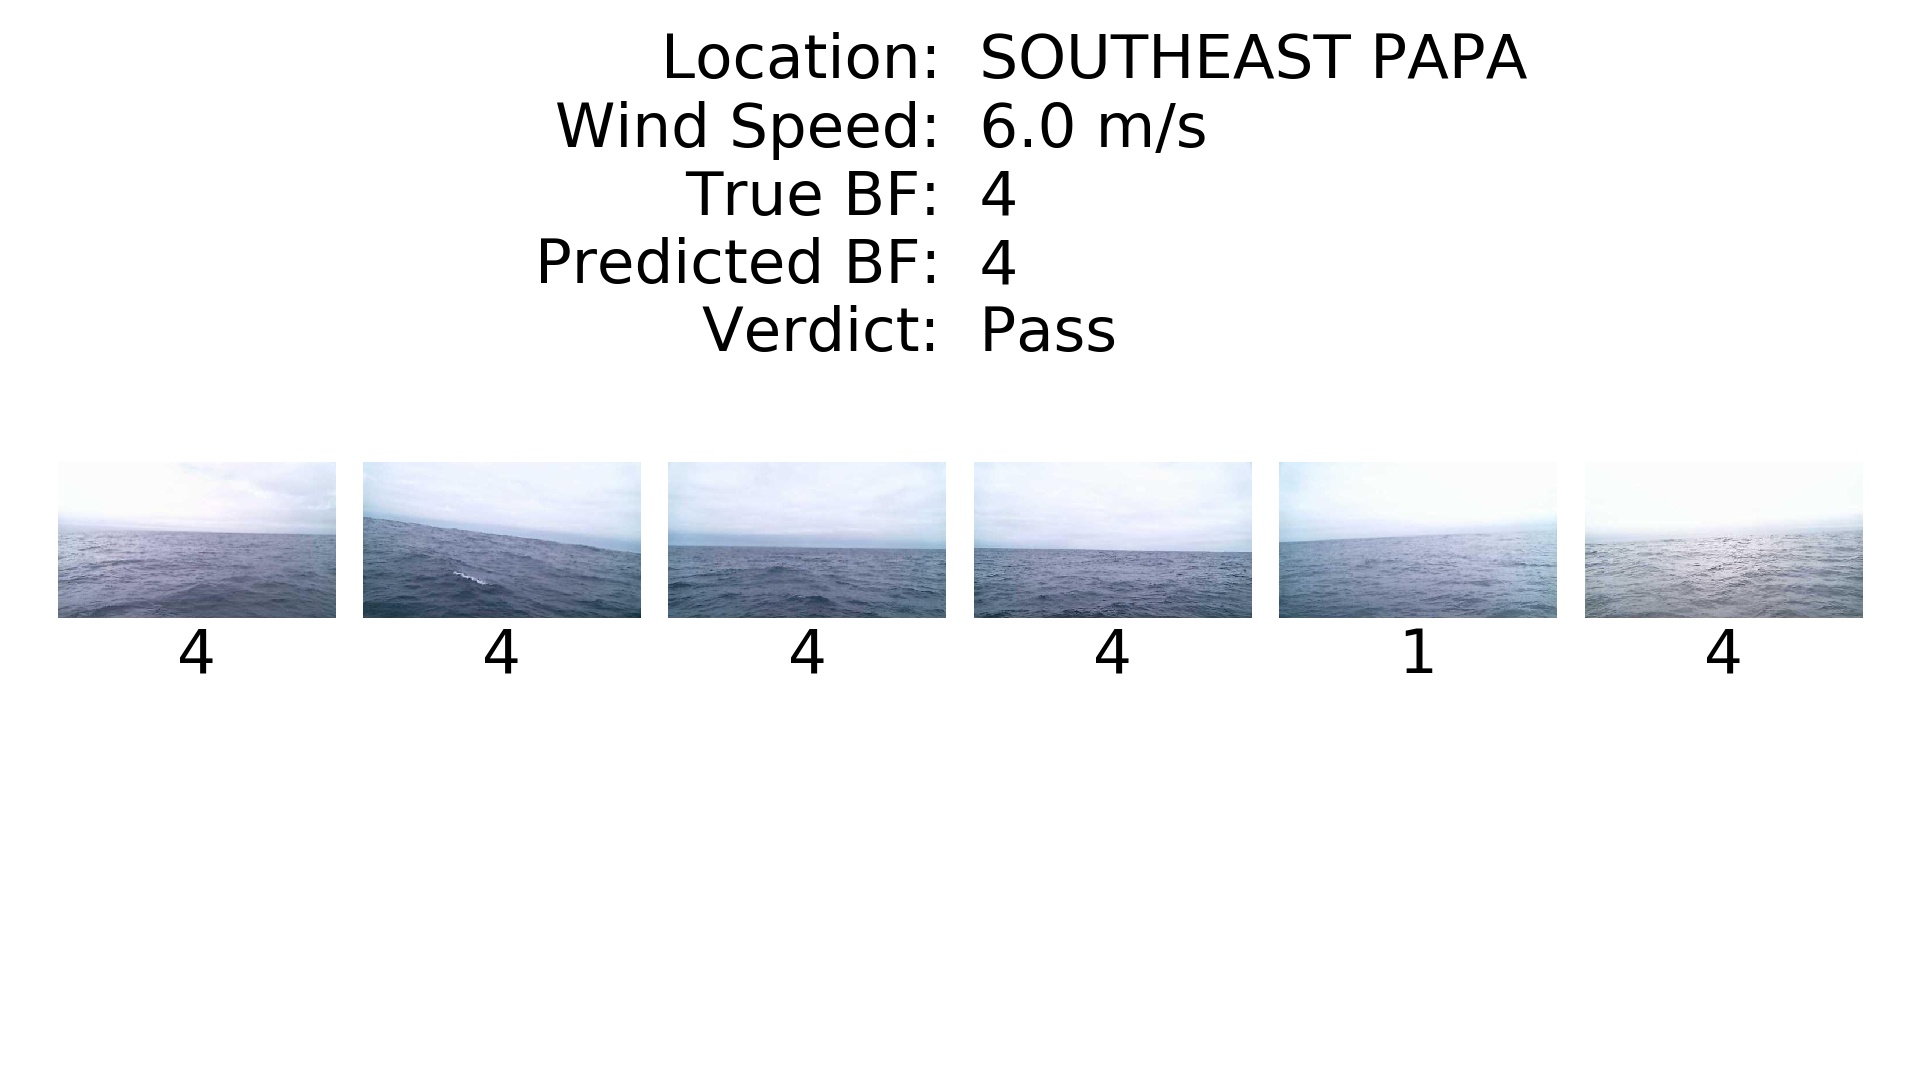 Location: SOUTHEAST PAPA
Wind Speed: 6.0 m/s
True BF: 4
Predicted BF: 4
Verdict: Pass
4 4 4 4 1 4